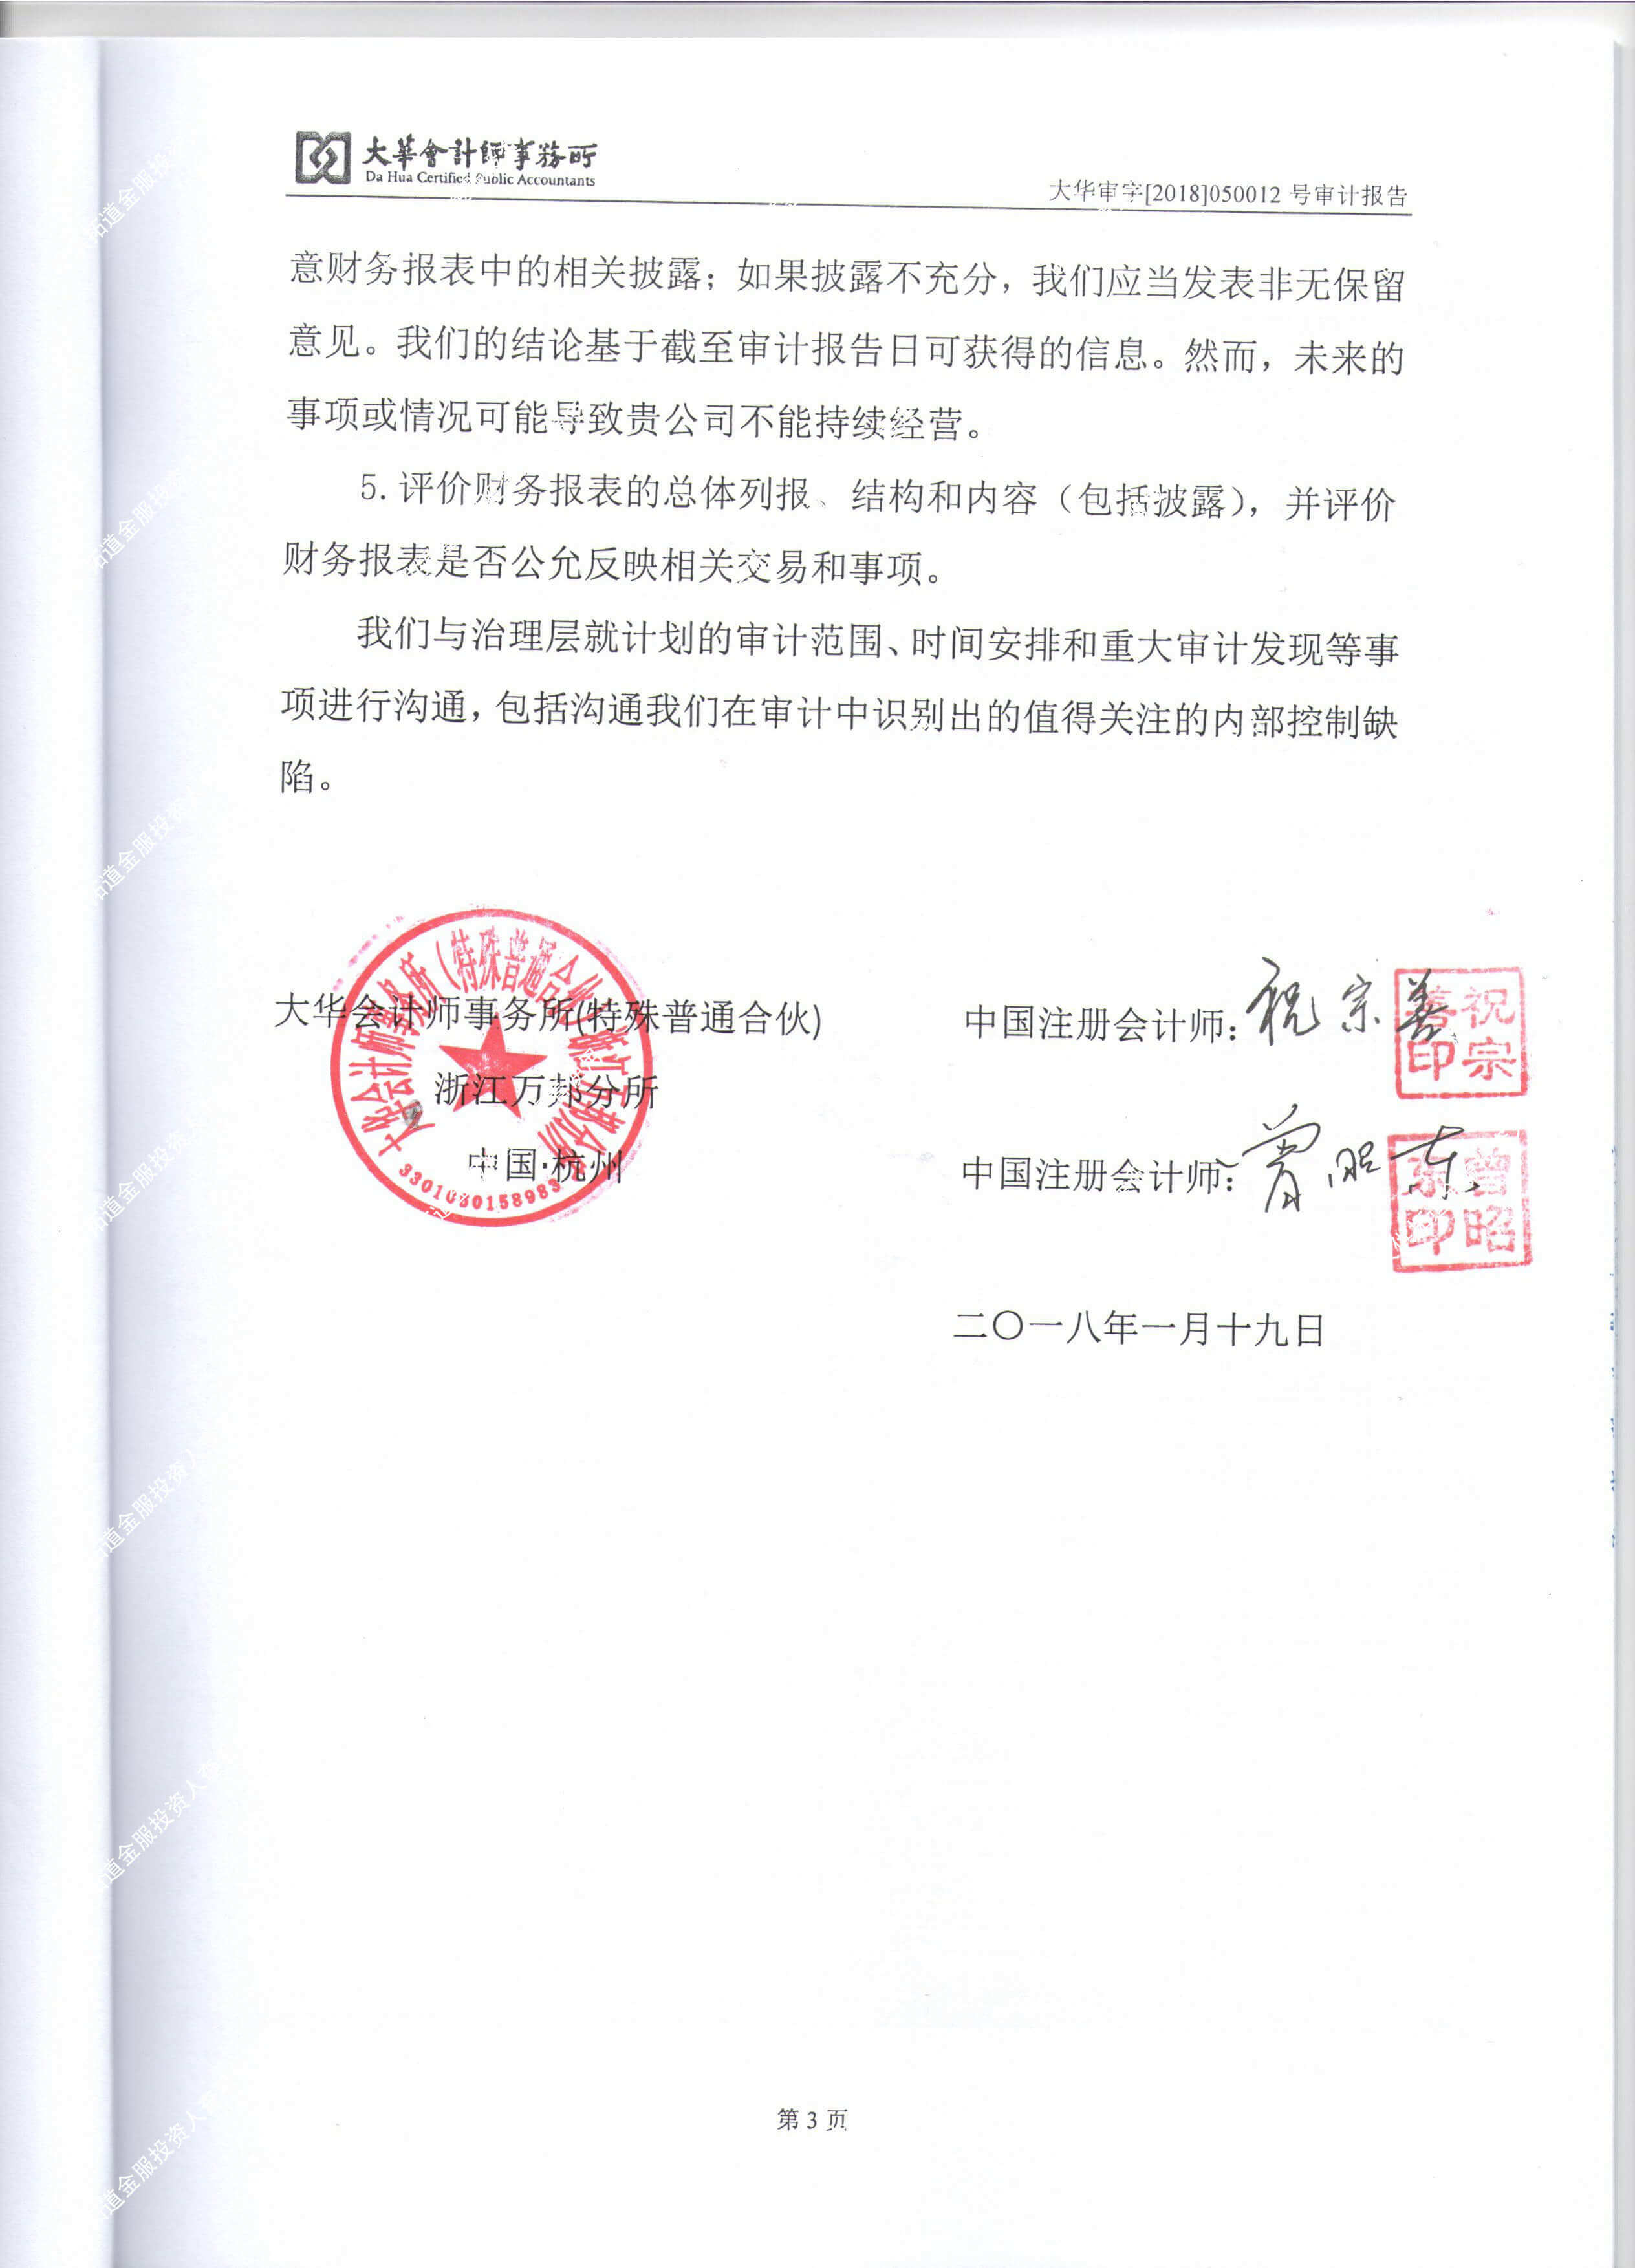 大華會計師事務所
Da Hua Certified Public Accountants
大华审字[2018]050012 号审计报告
意财务报表中的相关披露；如果披露不充分，我们应当发表非无保留
意见。我们的结论基于截至审计报告日可获得的信息。然而，未来的
事项或情况可能导致贵公司不能持续经营。
5.评价财务报表的总体列报、结构和内容（包括披露），并评价
财务报表是否公允反映相关交易和事项。
我们与治理层就计划的审计范围、时间安排和重大审计发现等事
项进行沟通，包括沟通我们在审计中识别出的值得关注的内部控制缺
陷。
大华会计师事务所(特殊普通合伙)
浙江万邦分所
中国·杭州
大华会计师事务所（特殊普通合伙）浙江万邦分所
中国注册会计师：祝宗善
祝宗善印
中国注册会计师：曾昭东
曾昭东印
二〇一八年一月十九日
第 3 页
道金服投资人